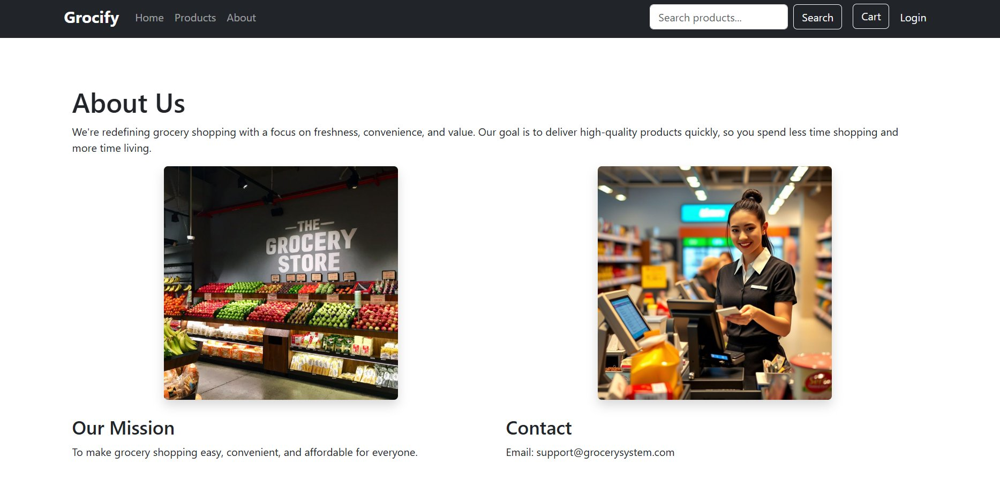 Grocify Home Products About Search products... Search Cart Login
About Us
We're redefining grocery shopping with a focus on freshness, convenience, and value. Our goal is to deliver high-quality products quickly, so you spend less time shopping and
more time living.
—THE—
GROCERY
STORE
Our Mission
To make grocery shopping easy, convenient, and affordable for everyone.
Contact
Email: support@grocerysystem.com